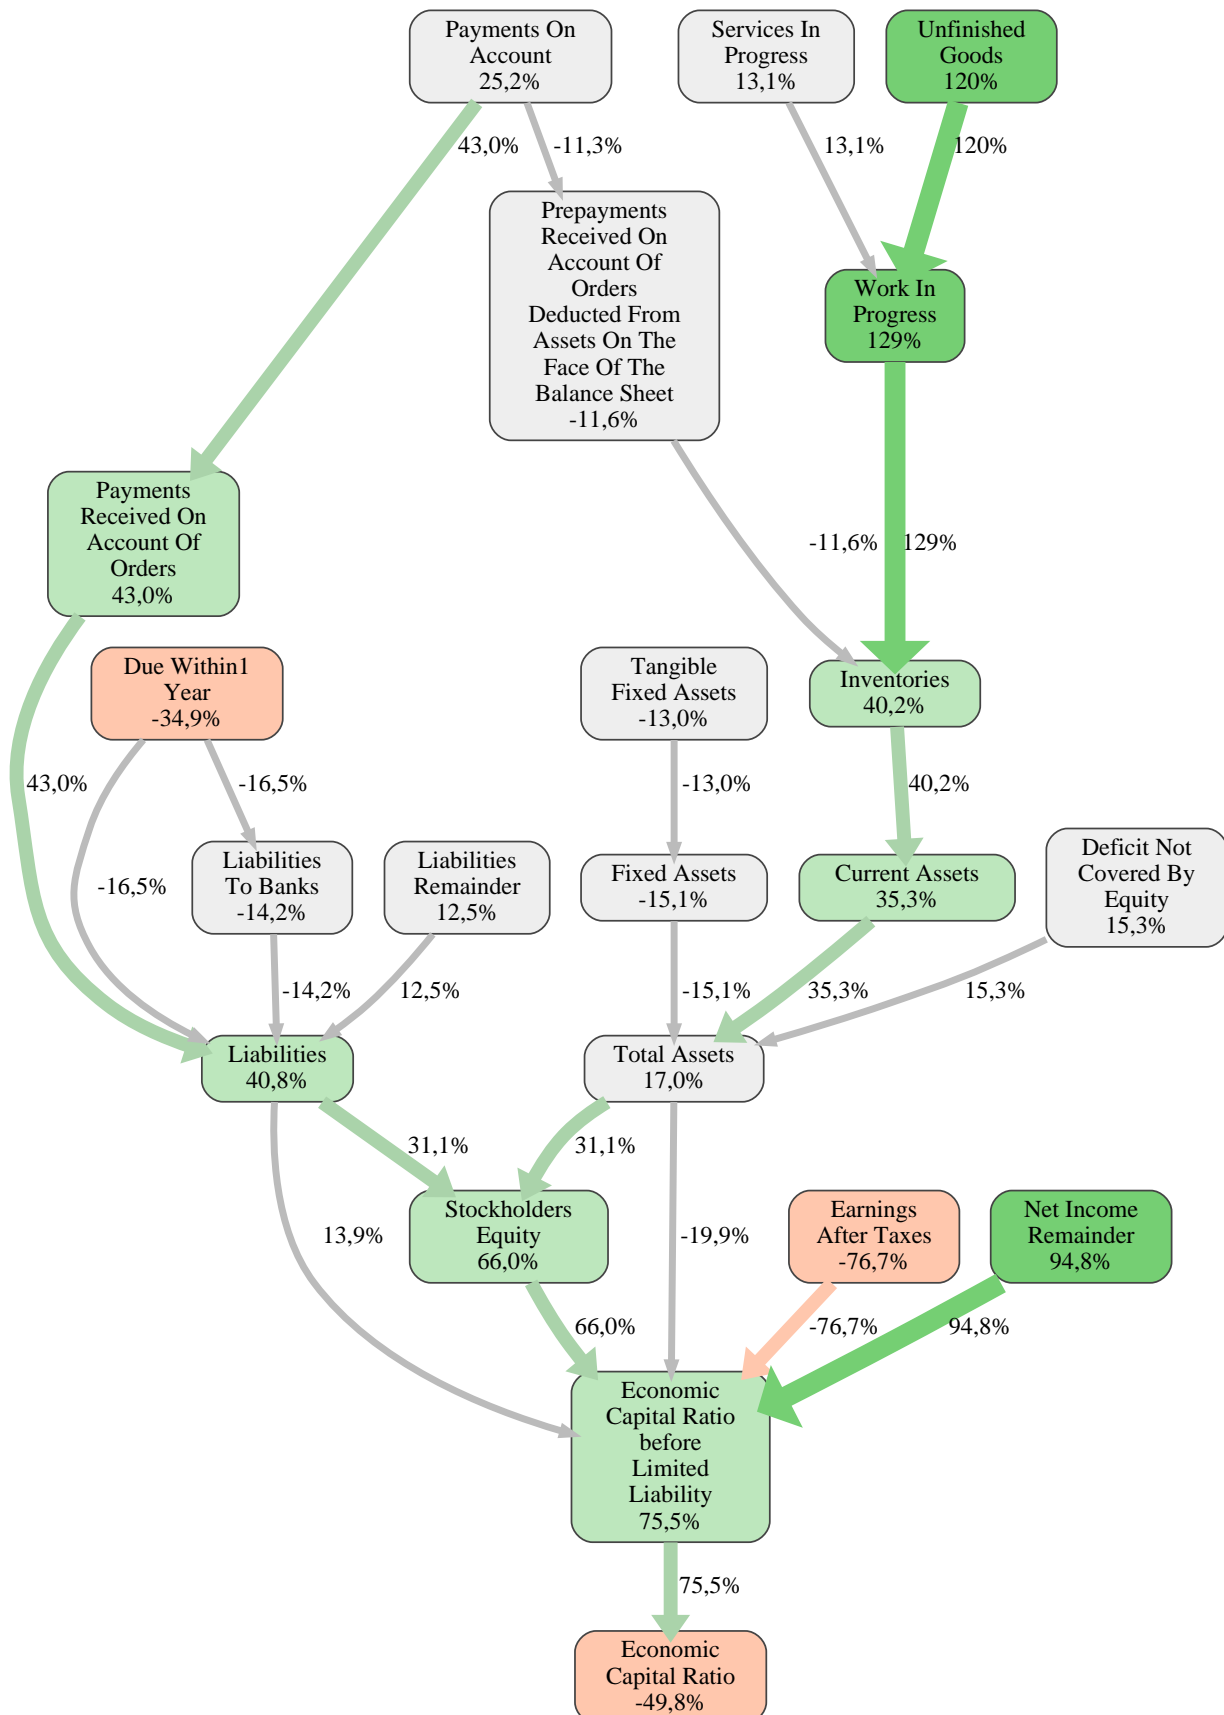 Payments On
Account
25,2%
Services In
Progress
13,1%
Unfinished
Goods
120%
43,0%
-11,3%
13,1%
120%
Prepayments
Received On
Account Of
Orders
Deducted From
Assets On The
Face Of The
Balance Sheet
-11,6%
Work In
Progress
129%
Payments
Received On
Account Of
Orders
43,0%
-11,6%
129%
Due Within1
Year
-34,9%
Tangible
Fixed Assets
-13,0%
Inventories
40,2%
43,0%
-16,5%
-13,0%
40,2%
-16,5%
Liabilities
To Banks
-14,2%
Liabilities
Remainder
12,5%
Fixed Assets
-15,1%
Current Assets
35,3%
Deficit Not
Covered By
Equity
15,3%
-14,2%
12,5%
-15,1%
35,3%
15,3%
Liabilities
40,8%
Total Assets
17,0%
31,1%
31,1%
13,9%
Stockholders
Equity
66,0%
-19,9%
Earnings
After Taxes
-76,7%
Net Income
Remainder
94,8%
66,0%
-76,7%
94,8%
Economic
Capital Ratio
before
Limited
Liability
75,5%
75,5%
Economic
Capital Ratio
-49,8%